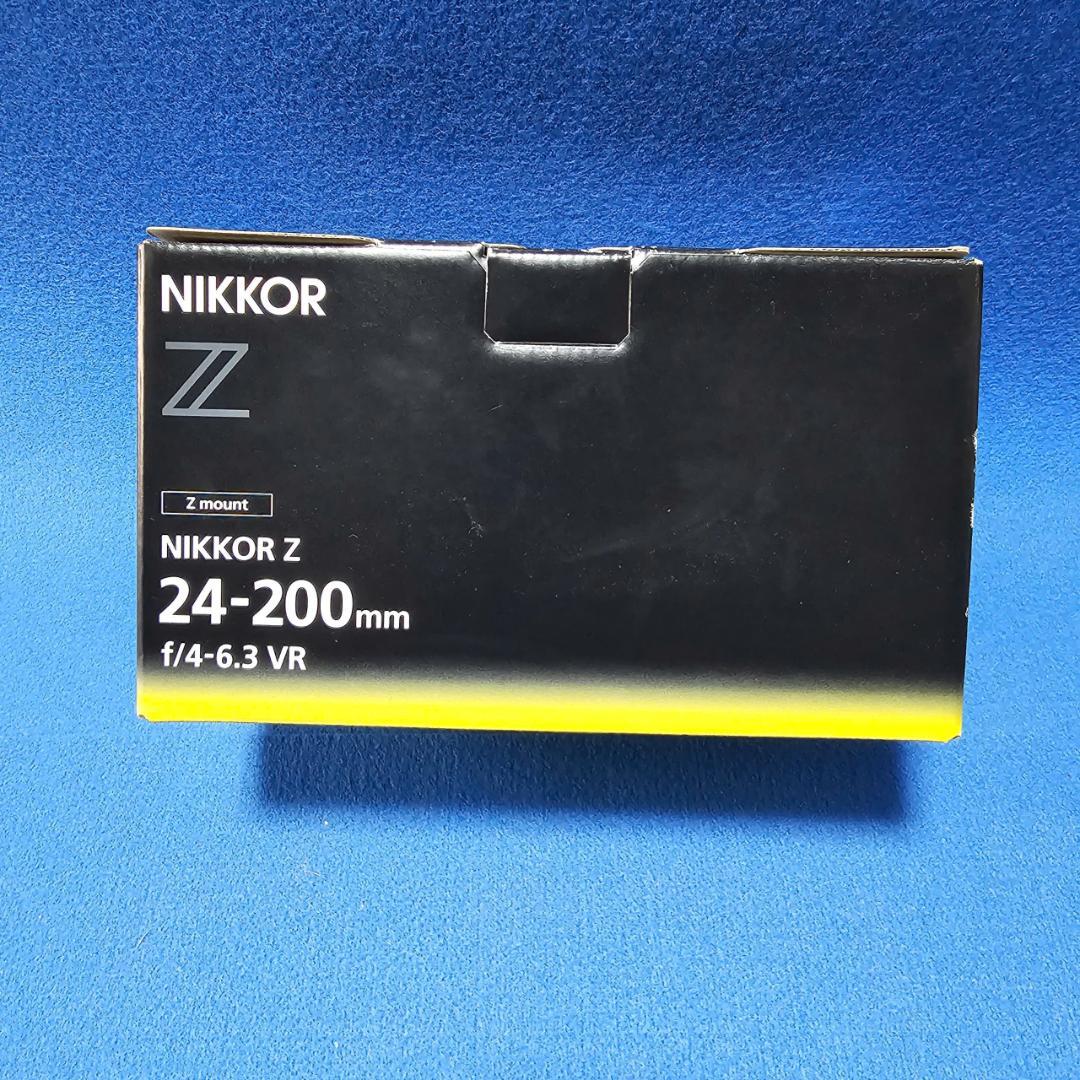 NIKKOR
Z
Z mount
NIKKOR Z
24-200mm
f/4-6.3 VR